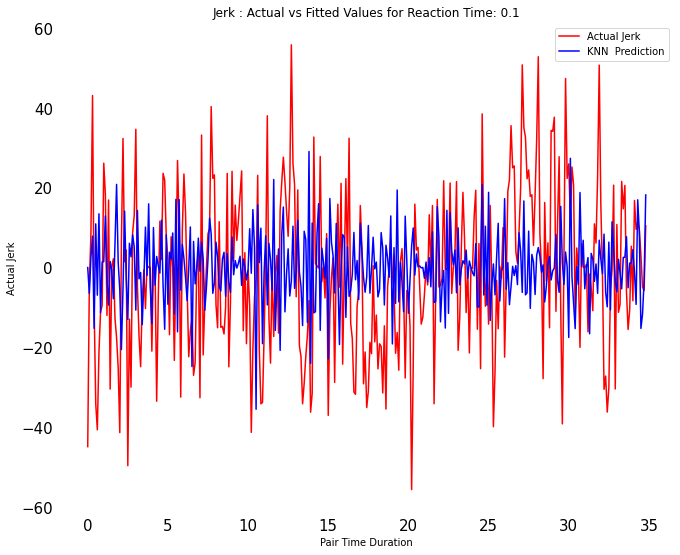 Jerk : Actual vs Fitted Values for Reaction Time: 0.1
Actual Jerk
KNN  Prediction
60
40
20
0
−20
−40
−60
Actual Jerk
0 5 10 15 20 25 30 35
Pair Time Duration